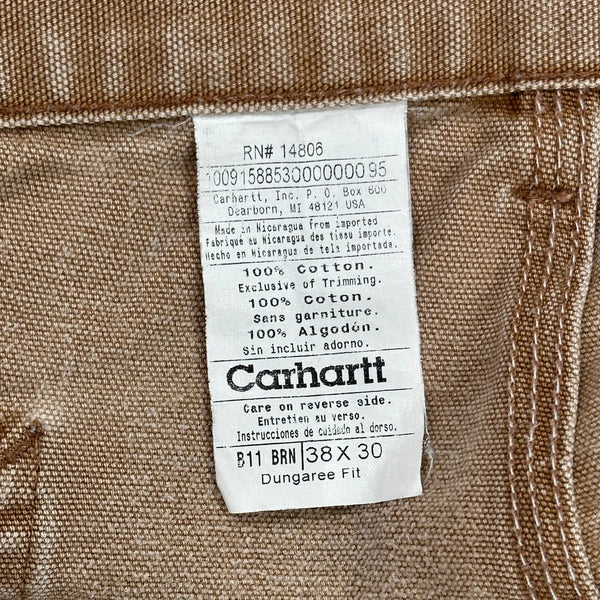 RN# 14806
10091588530000000095
Carhartt, Inc. P. O. Box 600
Dearborn, MI 48121 USA
Made in Nicaragua from imported
Fabrique au Nicaragua des tissu importe.
Hecho en Nicaragua de tela importada.
100% Cotton.
Exclusive of Trimming.
100% Coton.
Sans garniture.
100% Algodón.
Sin incluir adorno.
Carhartt
Care on reverse side.
Entretien au verso.
Instrucciones de cuidado al dorso.
B11 BRN 38 X 30
Dungaree Fit